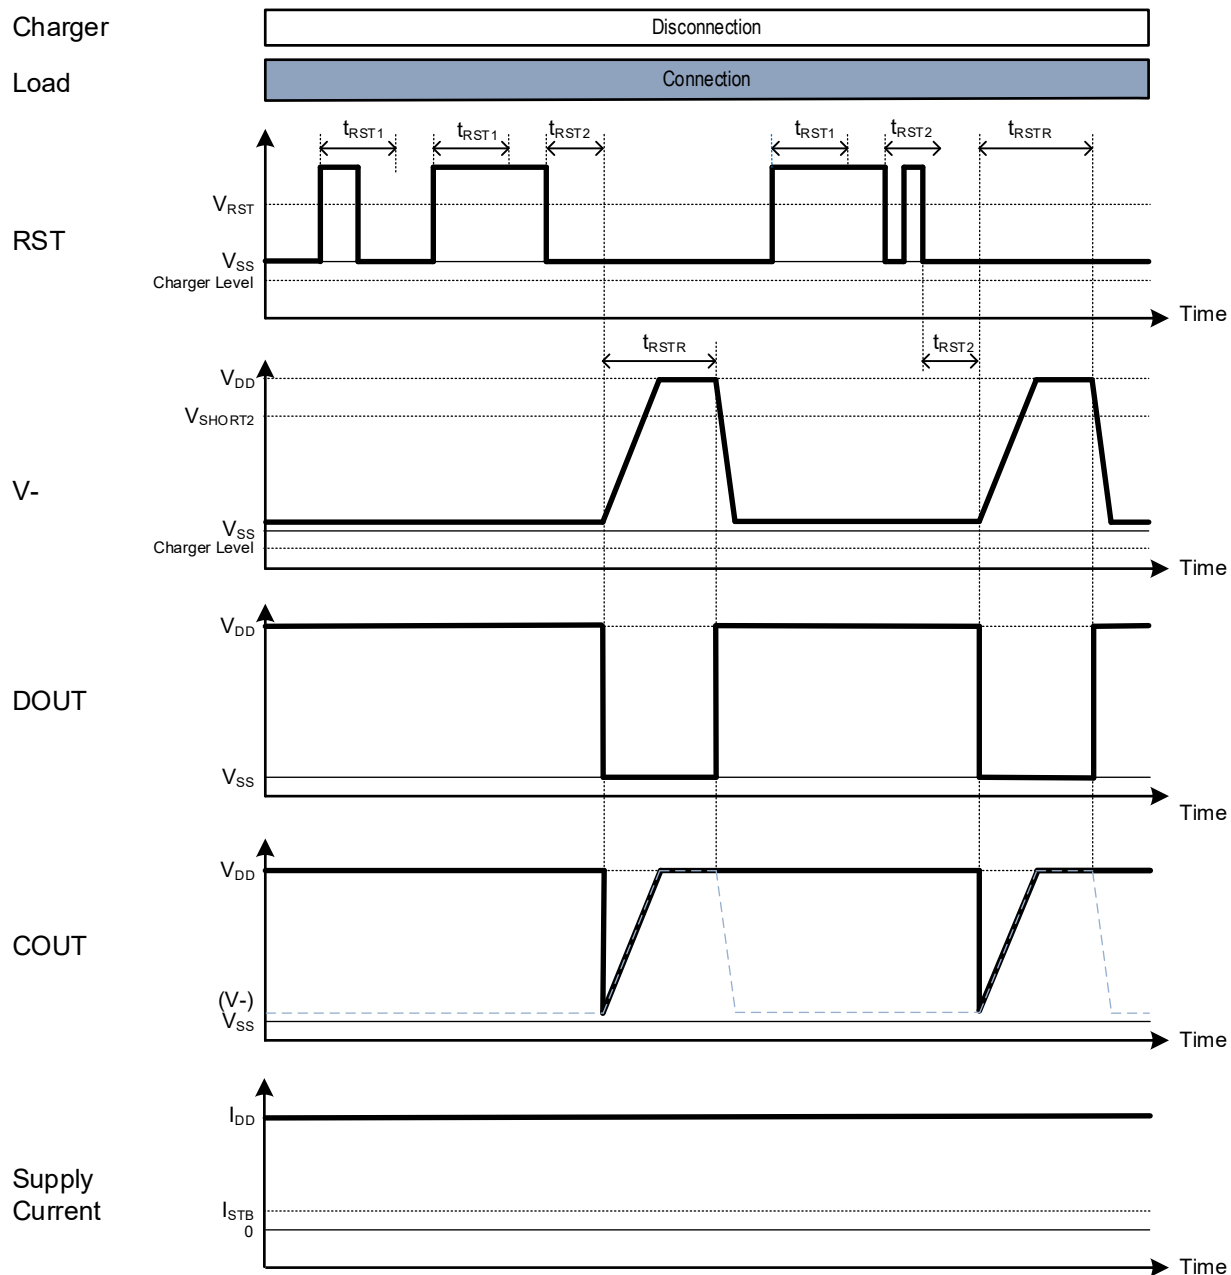 Charger
Disconnection
Load
Connection
tRST1
tRST1
tRST2
tRST1
tRST2
tRSTR
VRST
RST
VSS
Charger Level
Time
tRSTR
tRST2
VDD
VSHORT2
V-
VSS
Charger Level
Time
VDD
DOUT
VSS
Time
VDD
COUT
(V-)
VSS
Time
IDD
Supply
Current
ISTB
0
Time